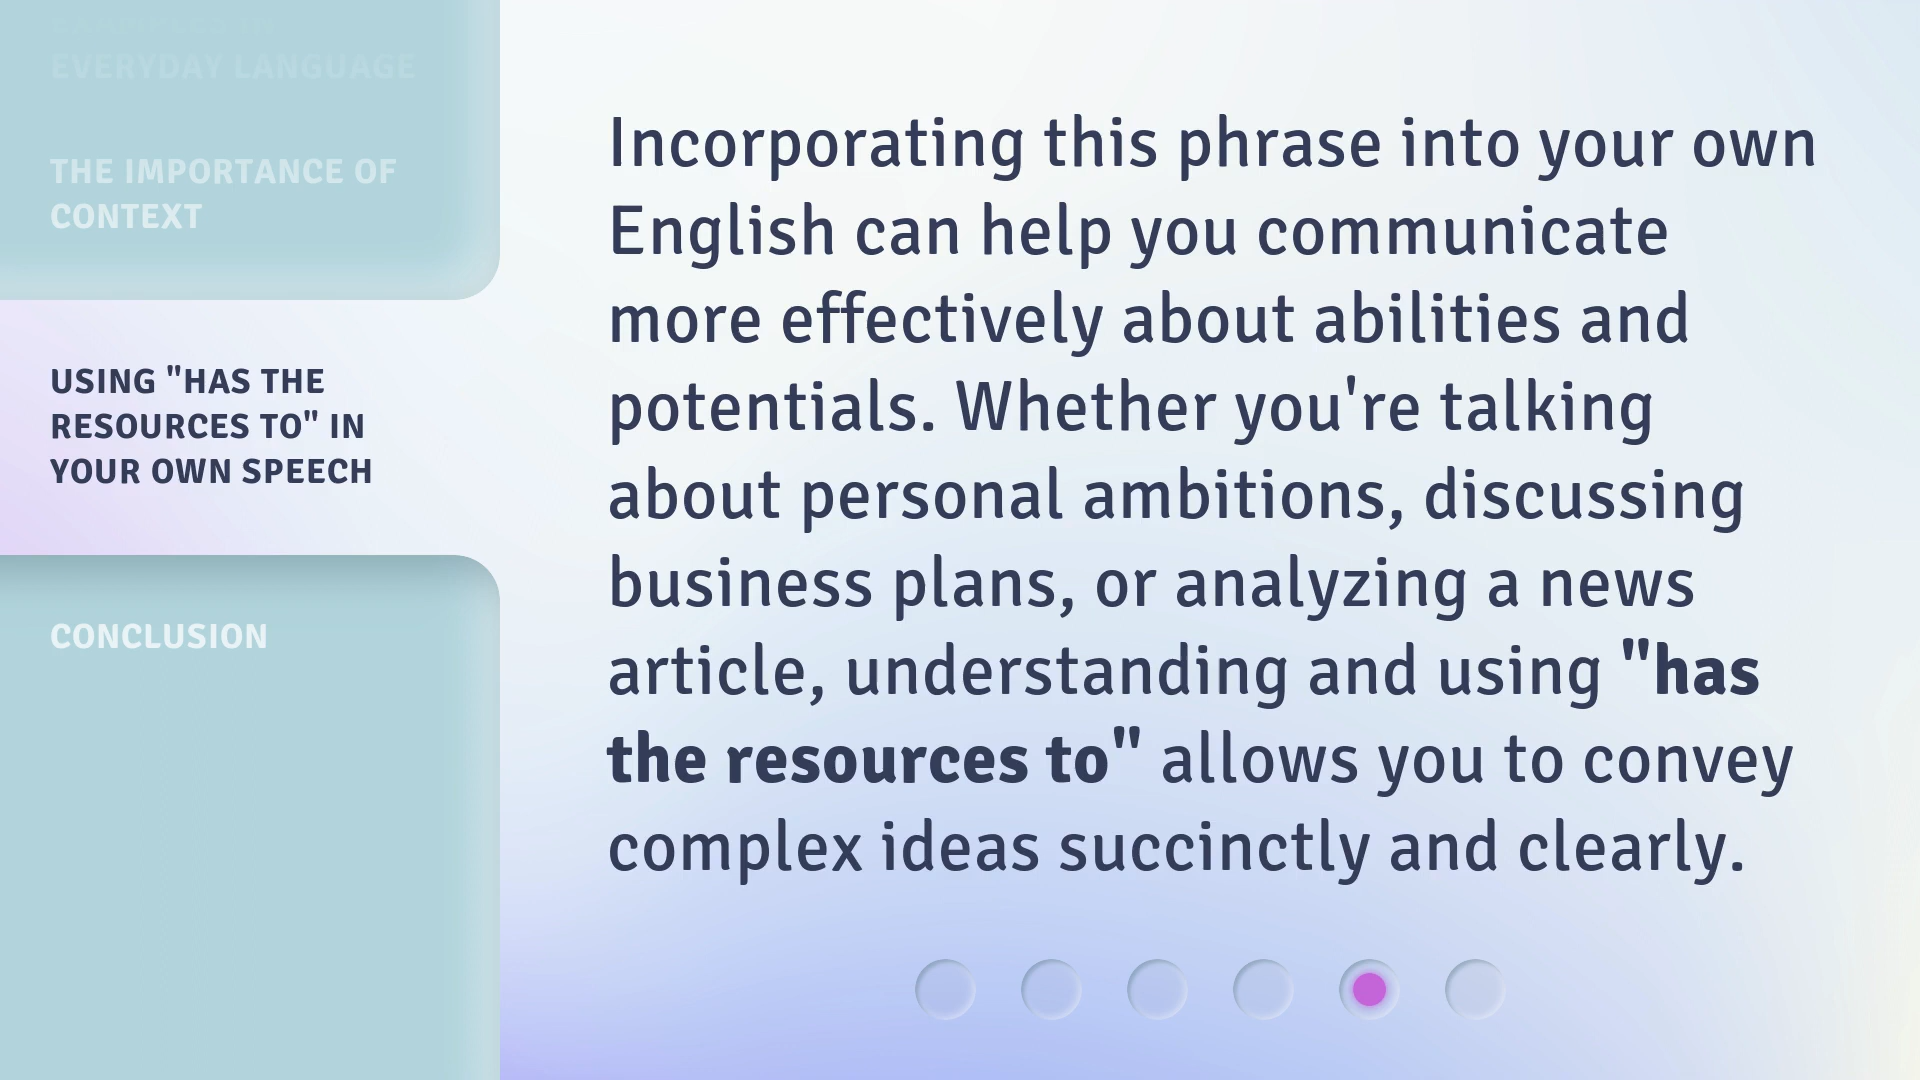 EVERYDAY LANGUAGE
THE IMPORTANCE OF
CONTEXT
USING "HAS THE
RESOURCES TO" IN
YOUR OWN SPEECH
CONCLUSION
Incorporating this phrase into your own
English can help you communicate
more effectively about abilities and
potentials. Whether you're talking
about personal ambitions, discussing
business plans, or analyzing a news
article, understanding and using "has
the resources to" allows you to convey
complex ideas succinctly and clearly.